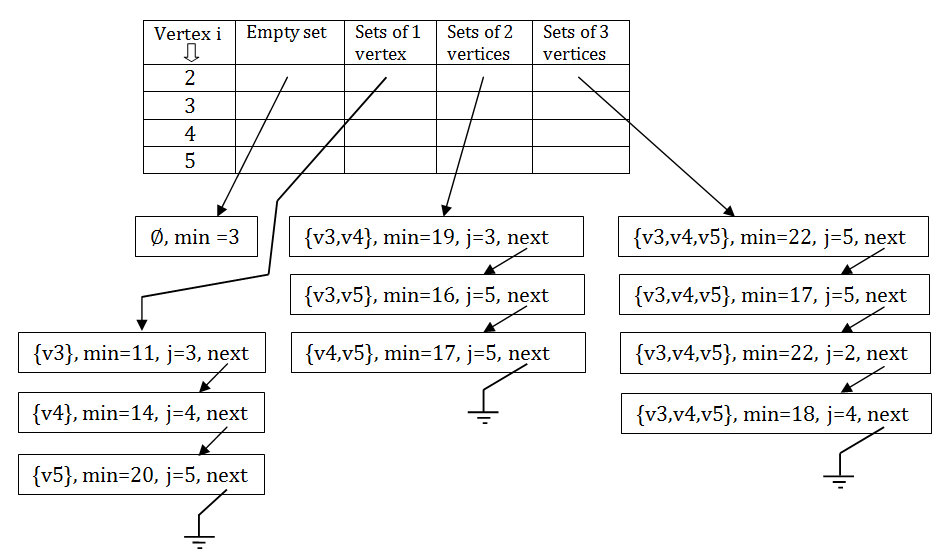 Vertex i
Empty set
Sets of 1
vertex
Sets of 2
vertices
Sets of 3
vertices
2
3
4
5
∅, min =3
{v3,v4}, min=19, j=3, next
{v3,v4,v5}, min=22, j=5, next
{v3,v5}, min=16, j=5, next
{v3,v4,v5}, min=17, j=5, next
{v3}, min=11, j=3, next
{v4,v5}, min=17, j=5, next
{v3,v4,v5}, min=22, j=2, next
{v4}, min=14, j=4, next
{v3,v4,v5}, min=18, j=4, next
{v5}, min=20, j=5, next